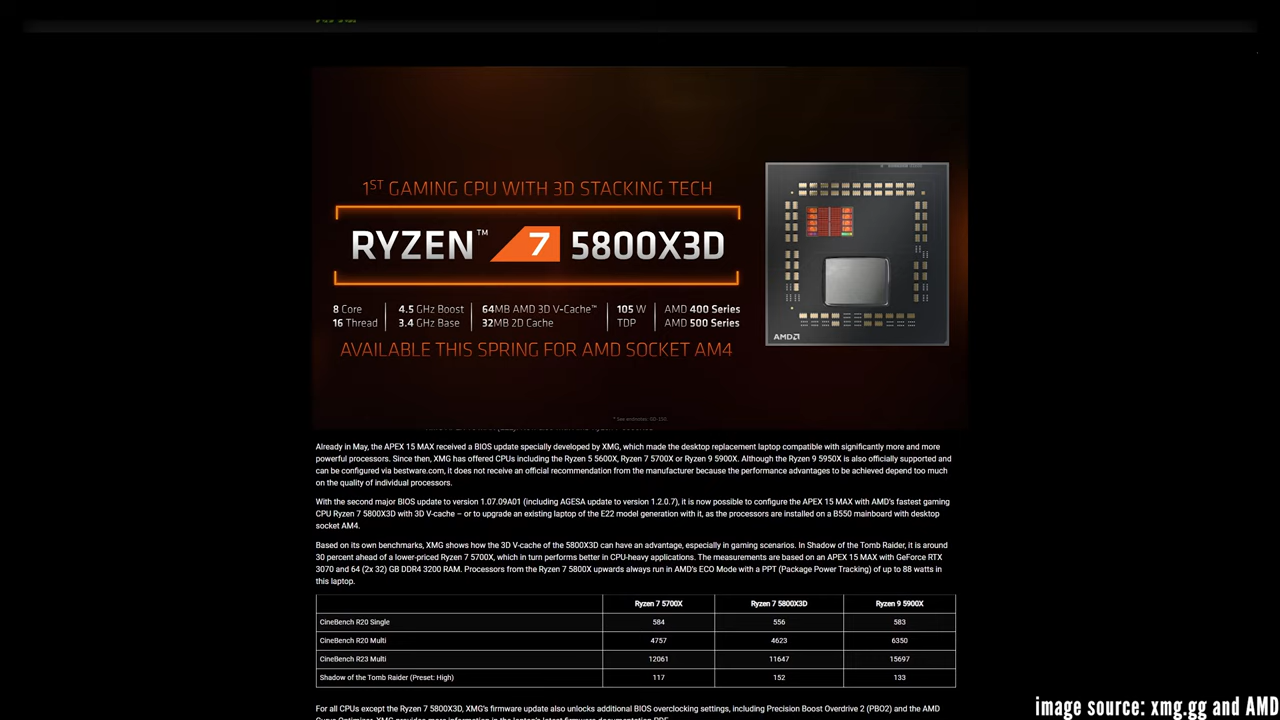 1ST GAMING CPU WITH 3D STACKING TECH
RYZEN™ 7 5800X3D
8 Core
16 Thread
4.5 GHz Boost
3.4 GHz Base
64MB AMD 3D V-Cache™
32MB 2D Cache
105 W
TDP
AMD 400 Series
AMD 500 Series
AVAILABLE THIS SPRING FOR AMD SOCKET AM4
AMD
Already in May, the APEX 15 MAX received a BIOS update specially developed by XMG, which made the desktop replacement laptop compatible with significantly more and more
powerful processors. Since then, XMG has offered CPUs including the Ryzen 5 5600X, Ryzen 7 5700X or Ryzen 9 5900X. Although the Ryzen 9 5950X is also officially supported and
can be configured via bestware.com, it does not receive an official recommendation from the manufacturer because the performance advantages to be achieved depend too much
on the quality of individual processors.
With the second major BIOS update to version 1.07.09A01 (including AGESA update to version 1.2.0.7), it is now possible to configure the APEX 15 MAX with AMD's fastest gaming
CPU Ryzen 7 5800X3D with 3D V-cache – or to upgrade an existing laptop of the E22 model generation with it, as the processors are installed on a B550 mainboard with desktop
socket AM4.
Based on its own benchmarks, XMG shows how the 3D V-cache of the 5800X3D can have an advantage, especially in gaming scenarios. In Shadow of the Tomb Raider, it is around
30 percent ahead of a lower-priced Ryzen 7 5700X, which in turn performs better in CPU-heavy applications. The measurements are based on an APEX 15 MAX with GeForce RTX
3070 and 64 (2x 32) GB DDR4 3200 RAM. Processors from the Ryzen 7 5800X upwards always run in AMD's ECO Mode with a PPT (Package Power Tracking) of up to 88 watts in
this laptop.
Ryzen 7 5700X Ryzen 7 5800X3D Ryzen 9 5900X
CineBench R20 Single 584 556 583
CineBench R20 Multi 4757 4623 6350
CineBench R23 Multi 12061 11647 15697
Shadow of the Tomb Raider (Preset: High) 117 152 133
For all CPUs except the Ryzen 7 5800X3D, XMG's firmware update also unlocks additional BIOS overclocking settings, including Precision Boost Overdrive 2 (PBO2) and the AMD
image source: xmg.gg and AMD